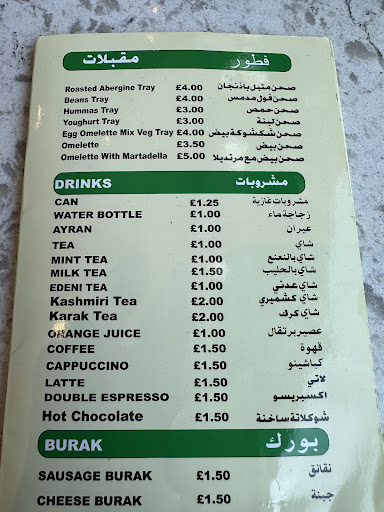 مقبلات فطور
Roasted Abergine Tray £4.00 صحن متبل باذنجان
Beans Tray £4.00 صحن فول مدمس
Hummas Tray £3.00 صحن حمص
Youghurt Tray £3.00 صحن لبنة
Egg Omelette Mix Veg Tray £4.00 صحن شكشوكة بيض
Omelette £3.50 صحن بيض
Omelette With Martadella £5.00 صحن بيض مع مرتديلا
DRINKS مشروبات
CAN £1.25 مشروبات غازية
WATER BOTTLE £1.00 زجاجة ماء
AYRAN £1.00 عيران
TEA £1.00 شاي
MINT TEA £1.00 شاي بالنعنع
MILK TEA £1.50 شاي بالحليب
EDENI TEA £1.00 شاي عدني
Kashmiri Tea £2.00 شاي كشميري
Karak Tea £2.00 شاي كرك
ORANGE JUICE £1.00 عصير برتقال
COFFEE £1.50 قهوة
CAPPUCCINO £1.50 كباشينو
LATTE £1.50 لاتي
DOUBLE ESPRESSO £1.50 اكسبريسو
Hot Chocolate £1.50 شوكلاتة ساخنة
BURAK بورك
SAUSAGE BURAK £1.50 نقانق
CHEESE BURAK £1.50 جبنة